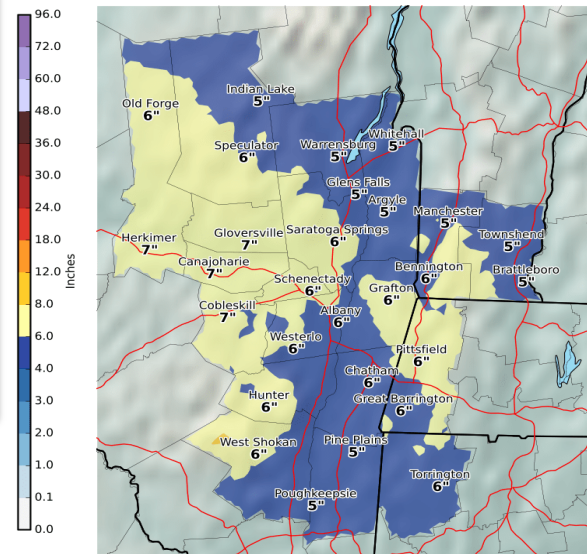 96.0
72.0
60.0
48.0
36.0
30.0
24.0
18.0
12.0
8.0
6.0
4.0
3.0
2.0
1.0
0.1
0.0
Inches
Old Forge
6"
Indian Lake
5"
Speculator
6"
Warrensburg
5"
Whitehall
5"
Glens Falls
5"
Argyle
5"
Manchester
5"
Townshend
5"
Herkimer
7"
Gloversville
7"
Saratoga Springs
6"
Canajoharie
7"
Schenectady
6"
Bennington
6"
Brattleboro
5"
Grafton
6"
Cobleskill
7"
Albany
6"
Westerlo
6"
Pittsfield
6"
Chatham
6"
Hunter
6"
Great Barrington
6"
West Shokan
6"
Pine Plains
5"
Torrington
6"
Poughkeepsie
5"